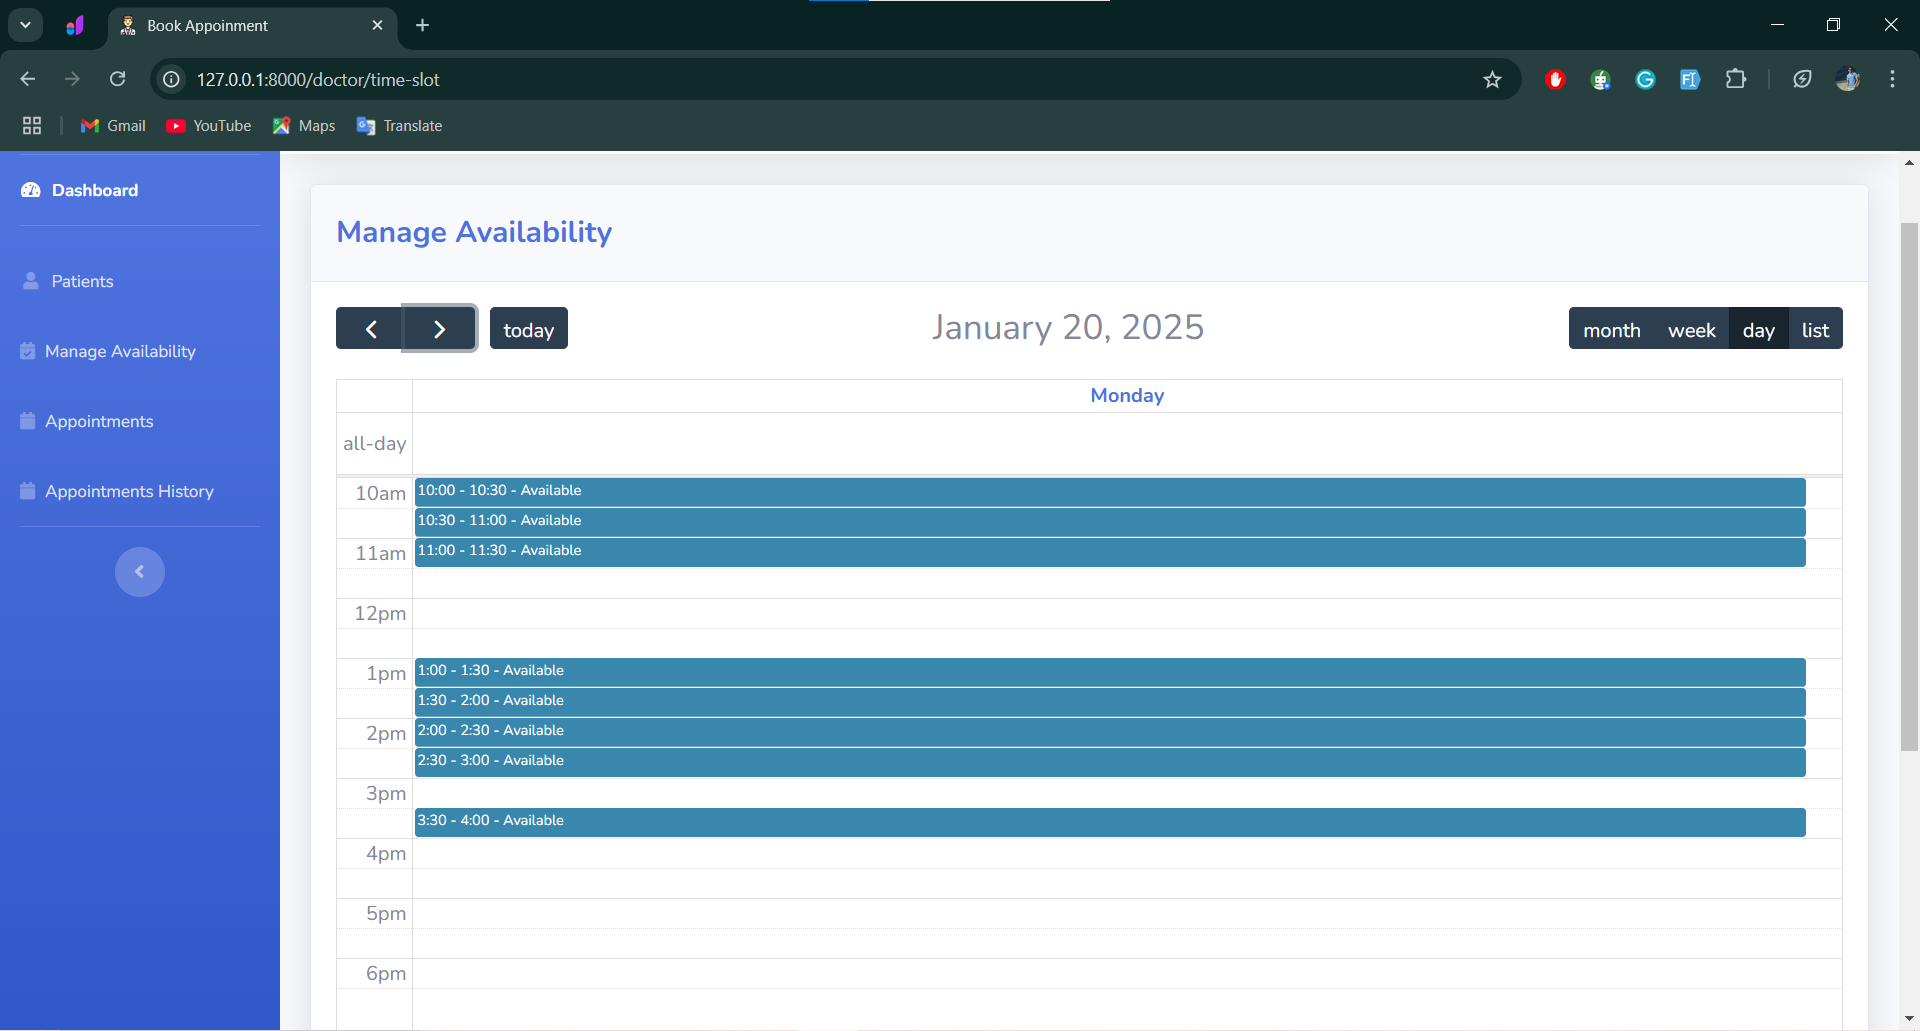 Book Appoinment
127.0.0.1:8000/doctor/time-slot
Gmail YouTube Maps Translate
Dashboard
Patients
Manage Availability
Appointments
Appointments History
Manage Availability
today
January 20, 2025
month week day list
Monday
all-day
10am 10:00 - 10:30 - Available
10:30 - 11:00 - Available
11am 11:00 - 11:30 - Available
12pm
1pm 1:00 - 1:30 - Available
1:30 - 2:00 - Available
2pm 2:00 - 2:30 - Available
2:30 - 3:00 - Available
3pm
3:30 - 4:00 - Available
4pm
5pm
6pm